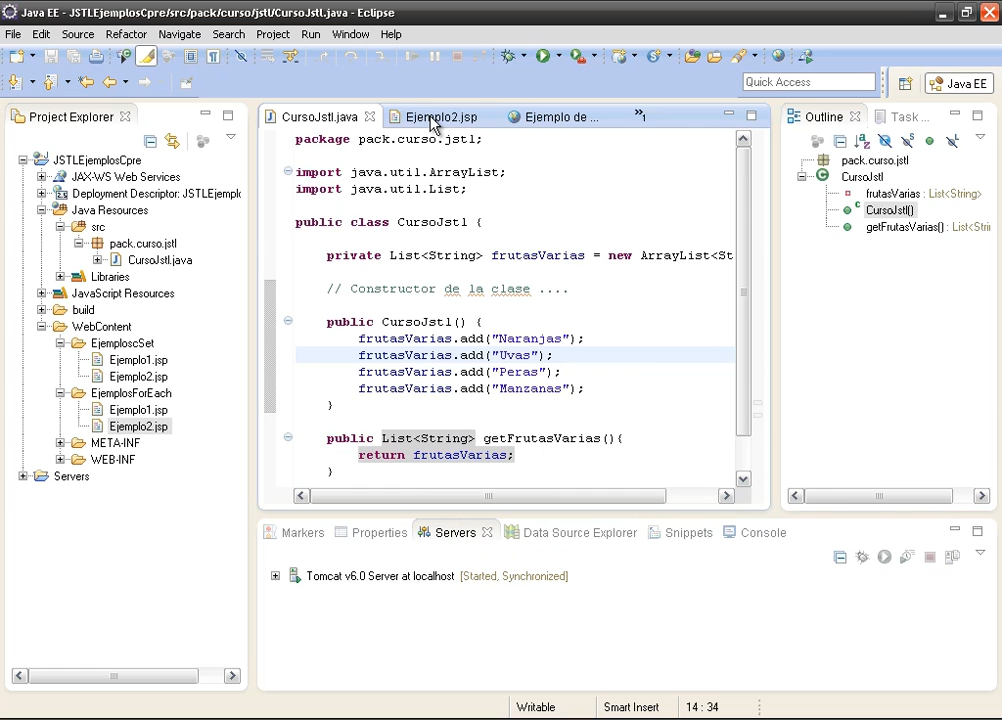 Java EE - JSTLEjemplosCpre/src/pack/curso/jstl/CursoJstl.java - Eclipse
File Edit Source Refactor Navigate Search Project Run Window Help
Quick Access
Java EE
Project Explorer
JSTLEjemplosCpre
JAX-WS Web Services
Deployment Descriptor: JSTLEjempl
Java Resources
src
pack.curso.jstl
CursoJstl.java
Libraries
JavaScript Resources
build
WebContent
EjemploscSet
Ejemplo1.jsp
Ejemplo2.jsp
EjemplosForEach
Ejemplo1.jsp
Ejemplo2.jsp
META-INF
WEB-INF
Servers
CursoJstl.java Ejemplo2.jsp Ejemplo de ... »1
package pack.curso.jstl;
import java.util.ArrayList;
import java.util.List;
public class CursoJstl {
private List<String> frutasVarias = new ArrayList<St
// Constructor de la clase ....
public CursoJstl() {
frutasVarias.add("Naranjas");
frutasVarias.add("Uvas");
frutasVarias.add("Peras");
frutasVarias.add("Manzanas");
}
public List<String> getFrutasVarias(){
return frutasVarias;
}
Outline Task ...
pack.curso.jstl
CursoJstl
frutasVarias : List<String>
CursoJstl()
getFrutasVarias() : List<Stri
Markers Properties Servers Data Source Explorer Snippets Console
Tomcat v6.0 Server at localhost [Started, Synchronized]
Writable Smart Insert 14 : 34